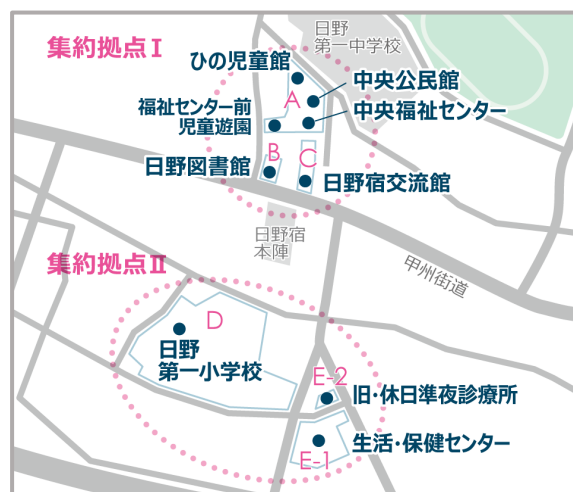 集約拠点Ⅰ
日野
第一中学校
ひの児童館
中央公民館
A
福祉センター前
児童遊園
中央福祉センター
日野図書館
B
C
日野宿交流館
日野宿
本陣
甲州街道
集約拠点Ⅱ
D
日野
第一小学校
E-2
旧・休日準夜診療所
生活・保健センター
E-1